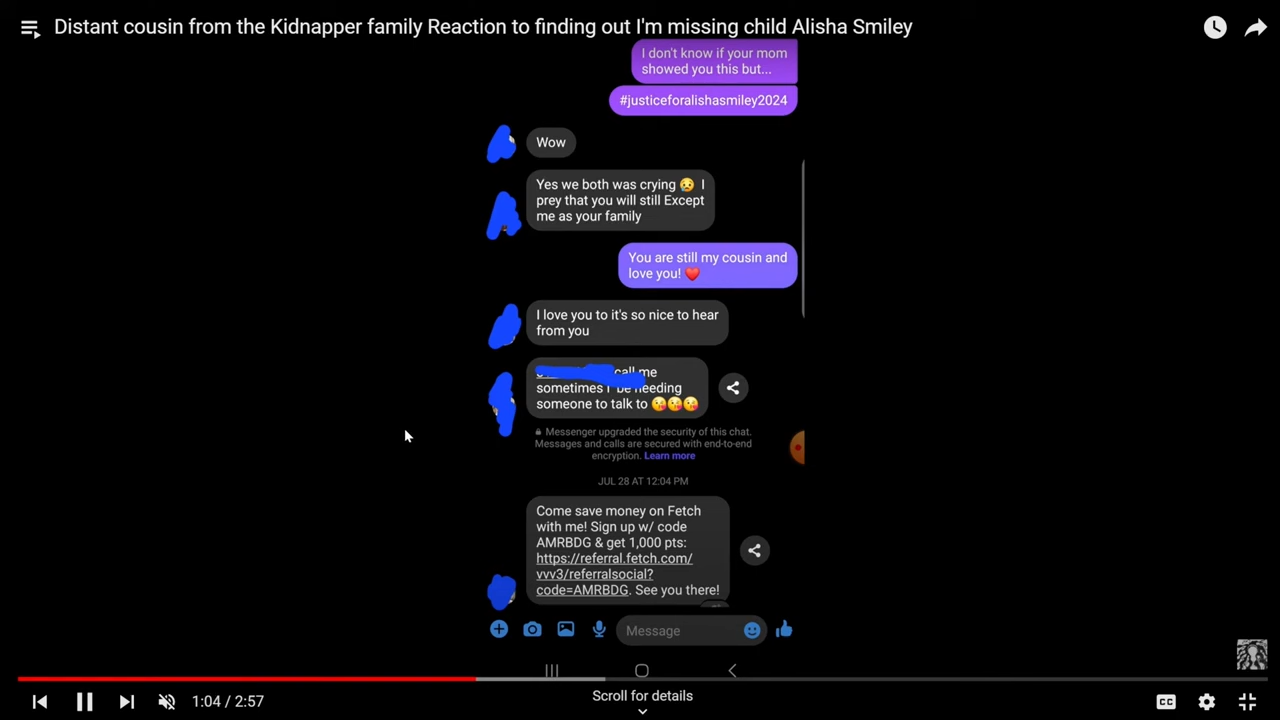 Distant cousin from the Kidnapper family Reaction to finding out I'm missing child Alisha Smiley
I don't know if your mom
showed you this but...
#justiceforalishasmiley2024
Wow
Yes we both was crying 😥 I
prey that you will still Except
me as your family
You are still my cousin and
love you! ❤️
I love you to it's so nice to hear
from you
call me
sometimes I be needing
someone to talk to 😘😘😘
Messenger upgraded the security of this chat.
Messages and calls are secured with end-to-end
encryption. Learn more
JUL 28 AT 12:04 PM
Come save money on Fetch
with me! Sign up w/ code
AMRBDG & get 1,000 pts:
https://referral.fetch.com/
vvv3/referralsocial?
code=AMRBDG. See you there!
Message
1:04 / 2:57
Scroll for details
CC